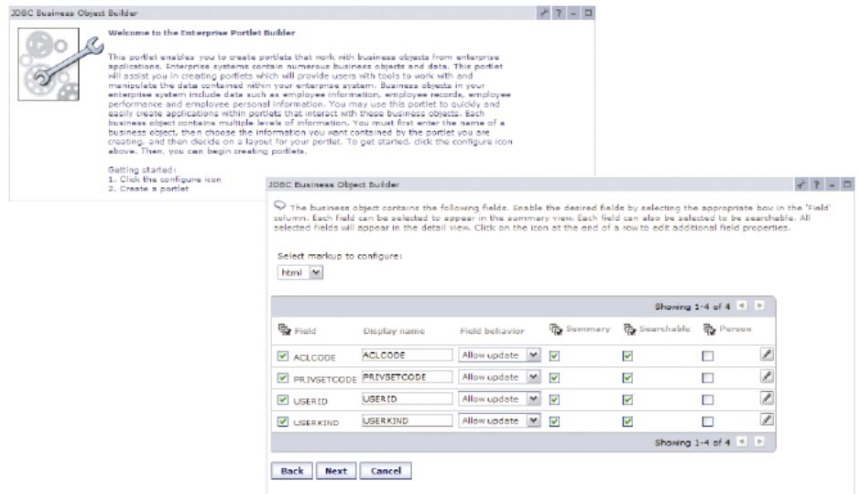 JDBC Business Object Builder
Welcome to the Enterprise Portlet Builder
This portlet enables you to create portlets that work with business objects from enterprise
applications. Enterprise systems contain numerous business objects and data. This portlet
will assist you in creating portlets which will provide users with tools to work with and
manipulate the data contained within your enterprise system. Business objects in your
enterprise system include data such as employee information, employee records, employee
performance and employee personal information. You may use this portlet to quickly and
easily create applications within portlets that interact with these business objects. Each
business object contains multiple levels of information. You must first enter the name of a
business object, then choose the information you want contained by the portlet you are
creating, and then decide on a layout for your portlet. To get started, click the configure icon
above. Then, you can begin creating portlets.
Getting started:
1. Click the configure icon
2. Create a portlet
JDBC Business Object Builder
The business object contains the following fields. Enable the desired fields by selecting the appropriate box in the 'Field'
column. Each field can be selected to appear in the summary view. Each field can also be selected to be searchable. All
selected fields will appear in the detail view. Click on the icon at the end of a row to edit additional field properties.
Select markup to configure:
html
Showing 1-4 of 4
Field Display name Field behavior Summary Searchable Person
ACLCODE ACLCODE Allow update
PRIVSETCODE PRIVSETCODE Allow update
USERID USERID Allow update
USERKIND USERKIND Allow update
Showing 1-4 of 4
Back Next Cancel